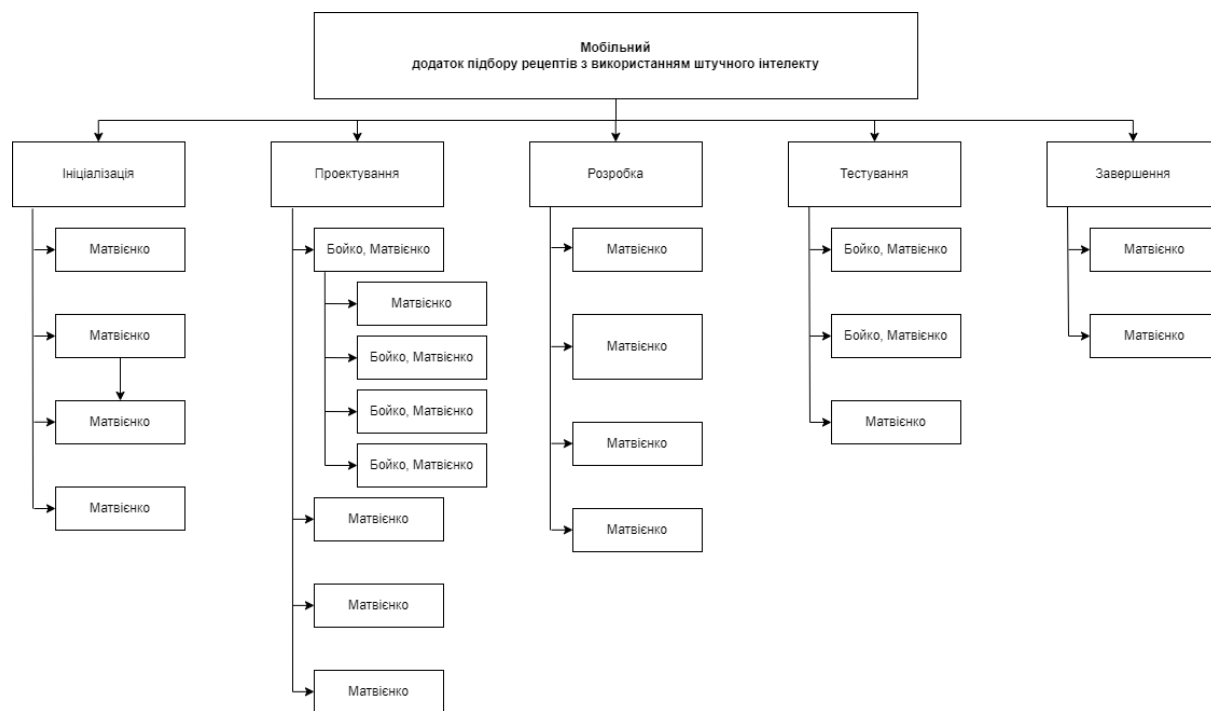 Мобільний
додаток підбору рецептів з використанням штучного інтелекту
Ініціалізація
Матвієнко
Матвієнко
Матвієнко
Матвієнко
Проектування
Бойко, Матвієнко
Матвієнко
Бойко, Матвієнко
Бойко, Матвієнко
Бойко, Матвієнко
Матвієнко
Матвієнко
Матвієнко
Розробка
Матвієнко
Матвієнко
Матвієнко
Матвієнко
Тестування
Бойко, Матвієнко
Бойко, Матвієнко
Матвієнко
Завершення
Матвієнко
Матвієнко